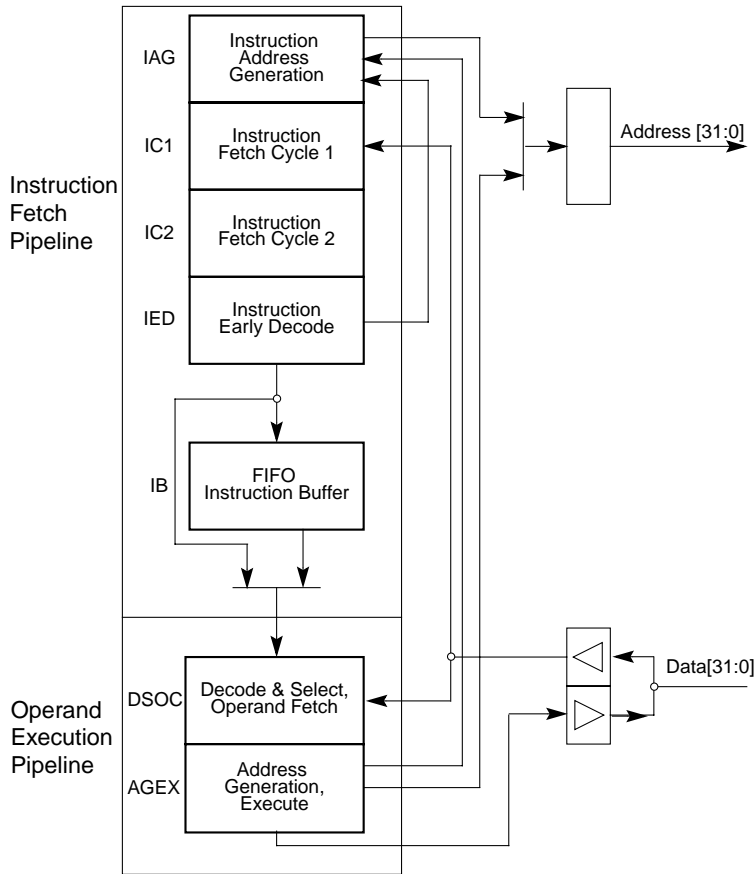 IAG
Instruction
Address
Generation
Address [31:0]
IC1
Instruction
Fetch Cycle 1
Instruction
Fetch
Pipeline
IC2
Instruction
Fetch Cycle 2
IED
Instruction
Early Decode
IB
FIFO
Instruction Buffer
Data[31:0]
Operand
Execution
Pipeline
DSOC
Decode & Select,
Operand Fetch
AGEX
Address
Generation,
Execute